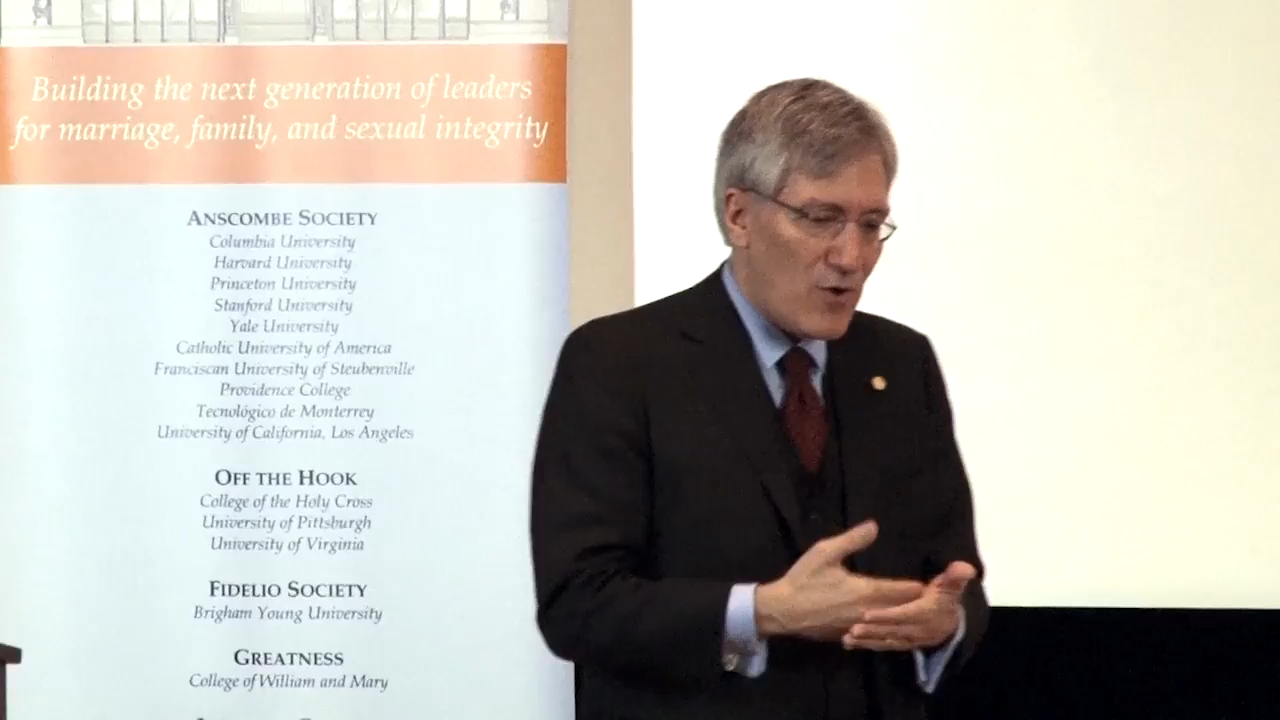 Building the next generation of leaders
for marriage, family, and sexual integrity
ANSCOMBE SOCIETY
Columbia University
Harvard University
Princeton University
Stanford University
Yale University
Catholic University of America
Franciscan University of Steubenville
Providence College
Tecnológico de Monterrey
University of California, Los Angeles
OFF THE HOOK
College of the Holy Cross
University of Pittsburgh
University of Virginia
FIDELIO SOCIETY
Brigham Young University
GREATNESS
College of William and Mary